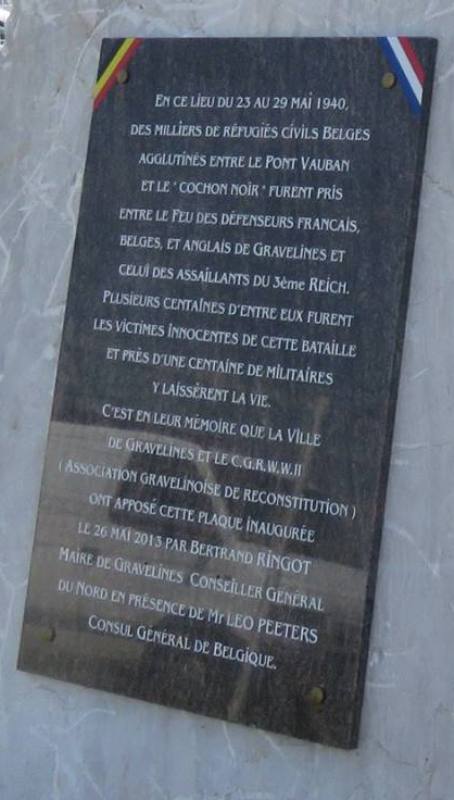 En ce lieu du 23 au 29 mai 1940,
des milliers de réfugiés civils Belges
agglutinés entre le Pont Vauban
et le " cochon noir " furent pris
entre le Feu des défenseurs francais,
belges, et anglais de Gravelines et
celui des assaillants du 3ème Reich.
Plusieurs centaines d'entre eux furent
les victimes innocentes de cette bataille
et près d'une centaine de militaires
y laissèrent la vie.
C'est en leur mémoire que la Ville
de Gravelines et le C.G.R.W.W.II
( Association gravelinoise de reconstitution )
ont apposé cette plaque inaugurée
le 26 mai 2013 par Bertrand RINGOT
Maire de Gravelines Conseiller Général
du Nord en présence de Mr LEO PEETERS
Consul Général de Belgique.